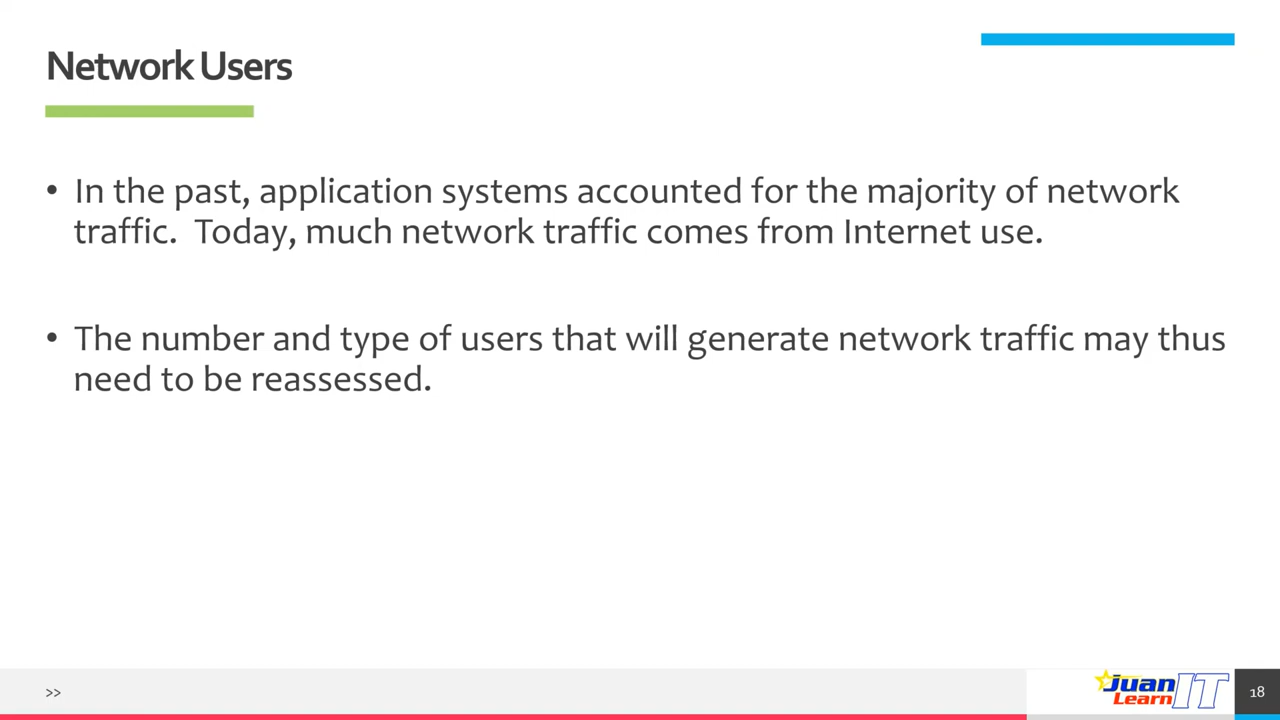 Network Users
• In the past, application systems accounted for the majority of network
traffic.  Today, much network traffic comes from Internet use.
• The number and type of users that will generate network traffic may thus
need to be reassessed.
>>
Juan
Learn IT
18